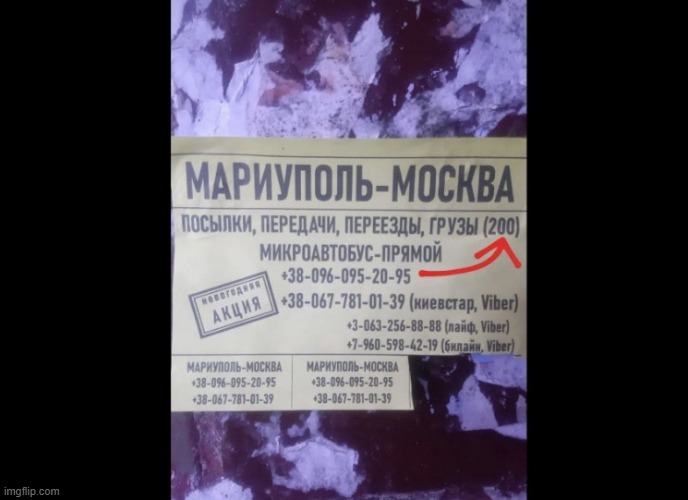 МАРИУПОЛЬ-МОСКВА
ПОСЫЛКИ, ПЕРЕДАЧИ, ПЕРЕЕЗДЫ, ГРУЗЫ (200)
МИКРОАВТОБУС-ПРЯМОЙ
+38-096-095-20-95
НОВОГОДНЯЯ
АКЦИЯ
+38-067-781-01-39 (киевстар, Viber)
+3-063-256-88-88 (лайф, Viber)
+7-960-598-42-19 (билайн, Viber)
МАРИУПОЛЬ-МОСКВА
+38-096-095-20-95
+38-067-781-01-39
МАРИУПОЛЬ-МОСКВА
+38-096-095-20-95
+38-067-781-01-39
imgflip.com